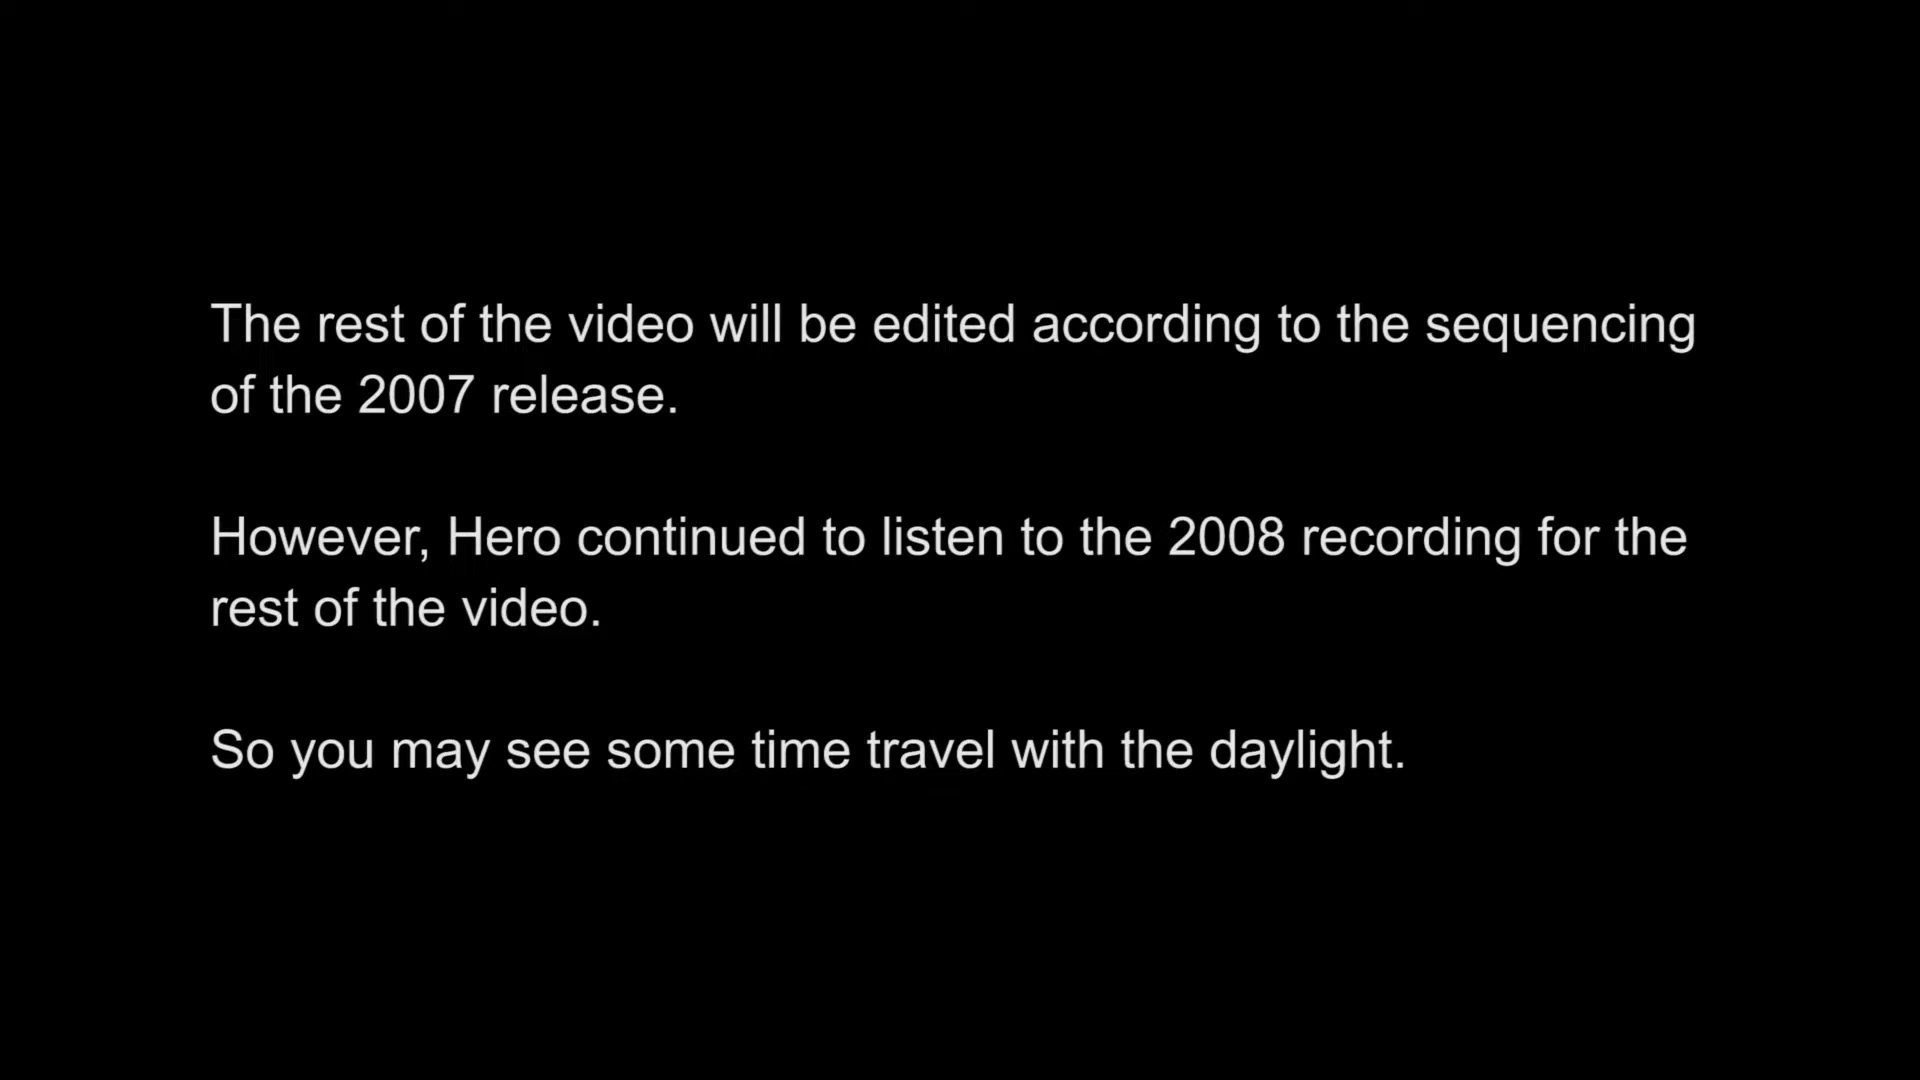 The rest of the video will be edited according to the sequencing
of the 2007 release.
However, Hero continued to listen to the 2008 recording for the
rest of the video.
So you may see some time travel with the daylight.